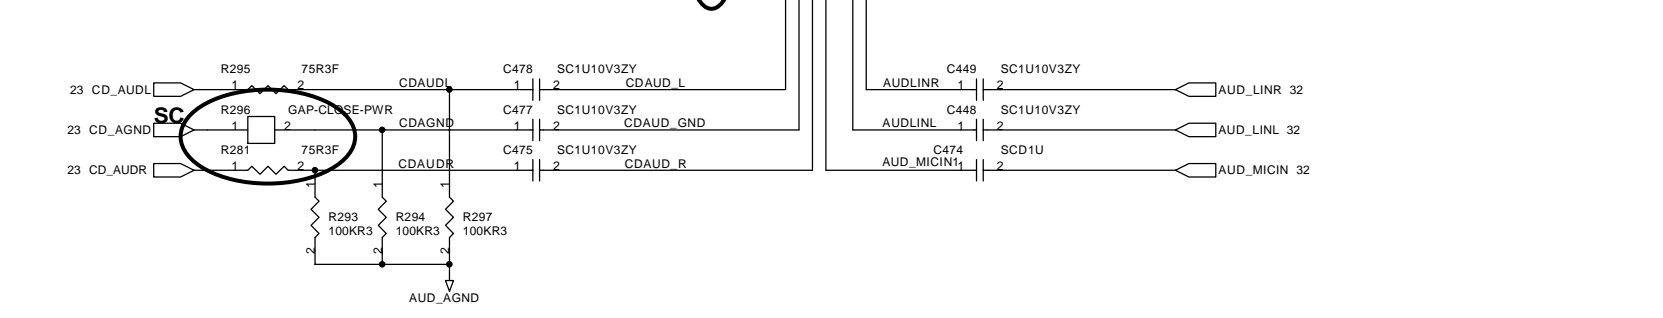 R295 75R3F C478 SC1U10V3ZY C449 SC1U10V3ZY
23 CD_AUDL 1 2 CDAUDL 1 2 CDAUD_L AUDLINR 1 2 AUD_LINR 32
SC R296 GAP-CLOSE-PWR C477 SC1U10V3ZY C448 SC1U10V3ZY
23 CD_AGND 1 2 CDAGND 1 2 CDAUD_GND AUDLINL 1 2 AUD_LINL 32
R281 75R3F C475 SC1U10V3ZY C474 SCD1U
23 CD_AUDR 1 2 CDAUDR 1 2 CDAUD_R AUD_MICIN1 1 2 AUD_MICIN 32
1 1 1
R293 R294 R297
100KR3 100KR3 100KR3
2 2 2
AUD_AGND